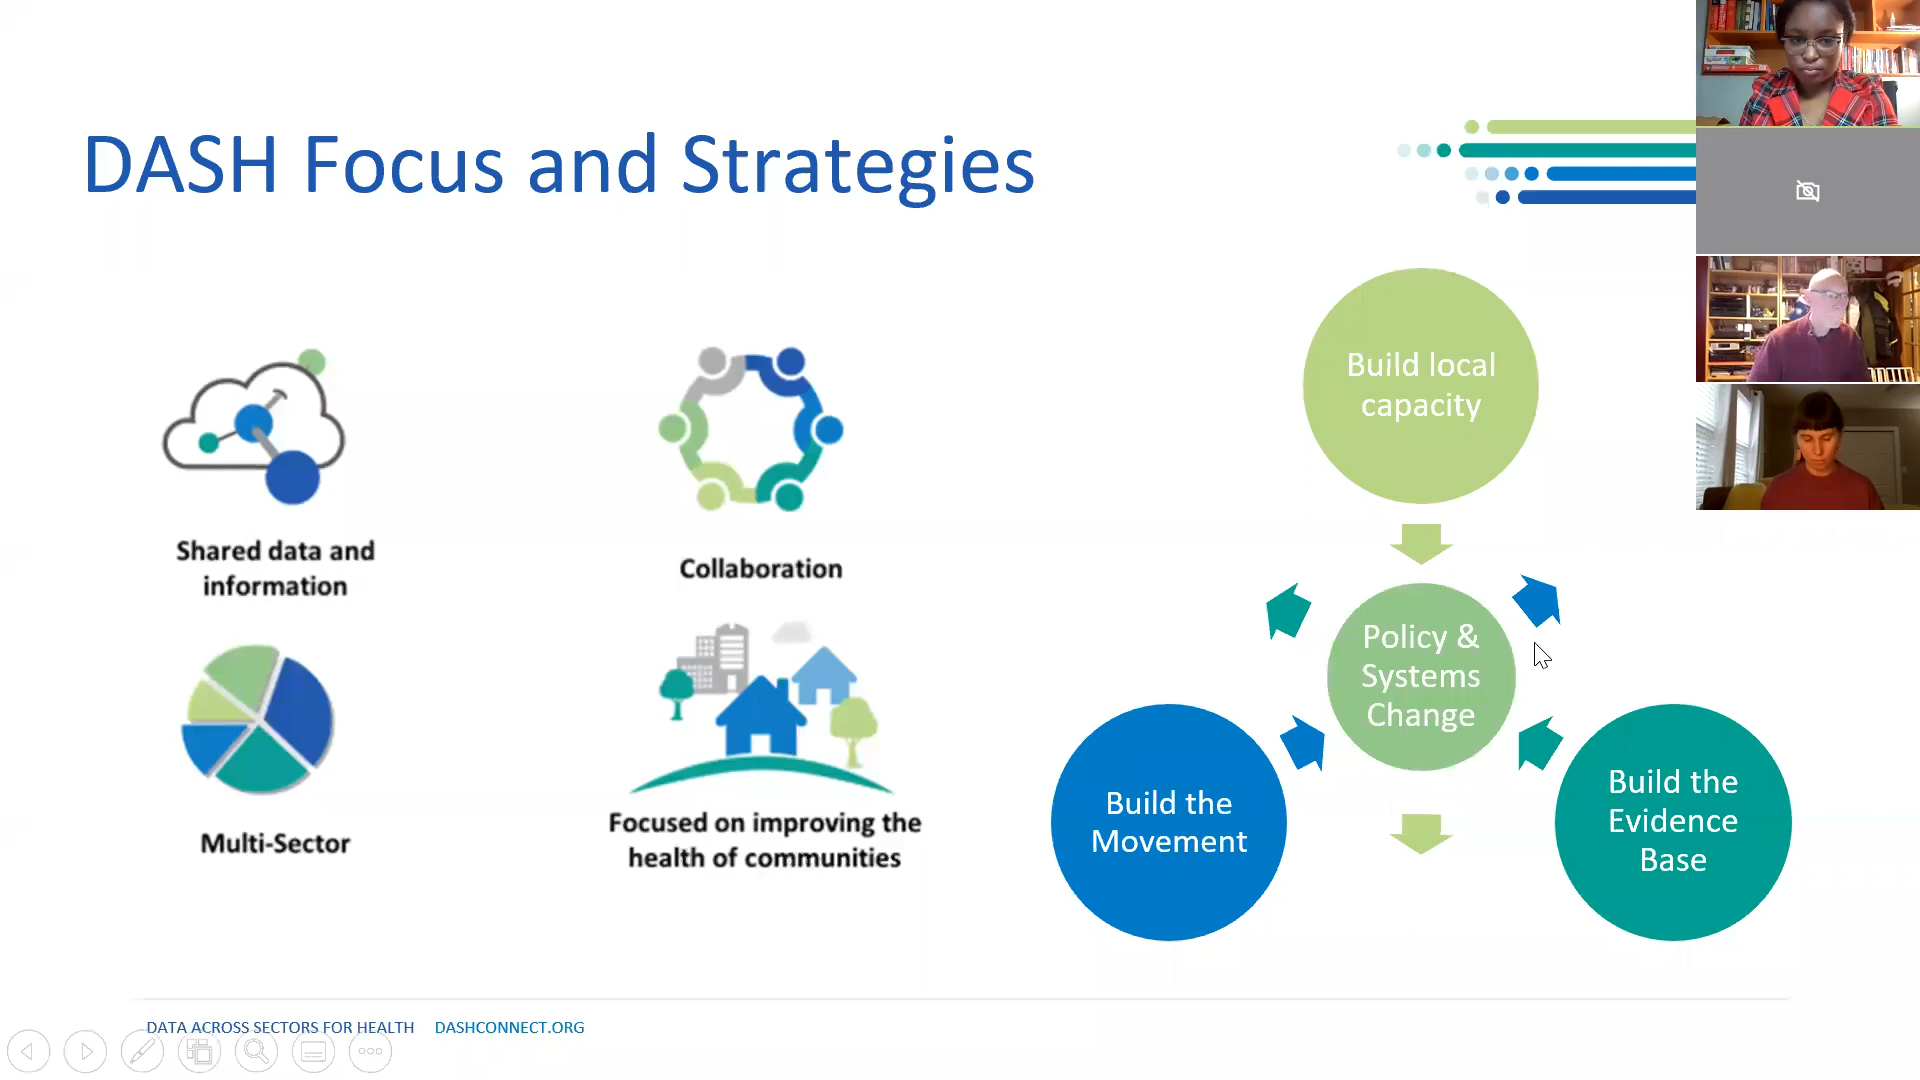 DASH Focus and Strategies
Shared data and
information
Collaboration
Multi-Sector
Focused on improving the
health of communities
Build local
capacity
Policy &
Systems
Change
Build the
Movement
Build the
Evidence
Base
DATA ACROSS SECTORS FOR HEALTH DASHCONNECT.ORG